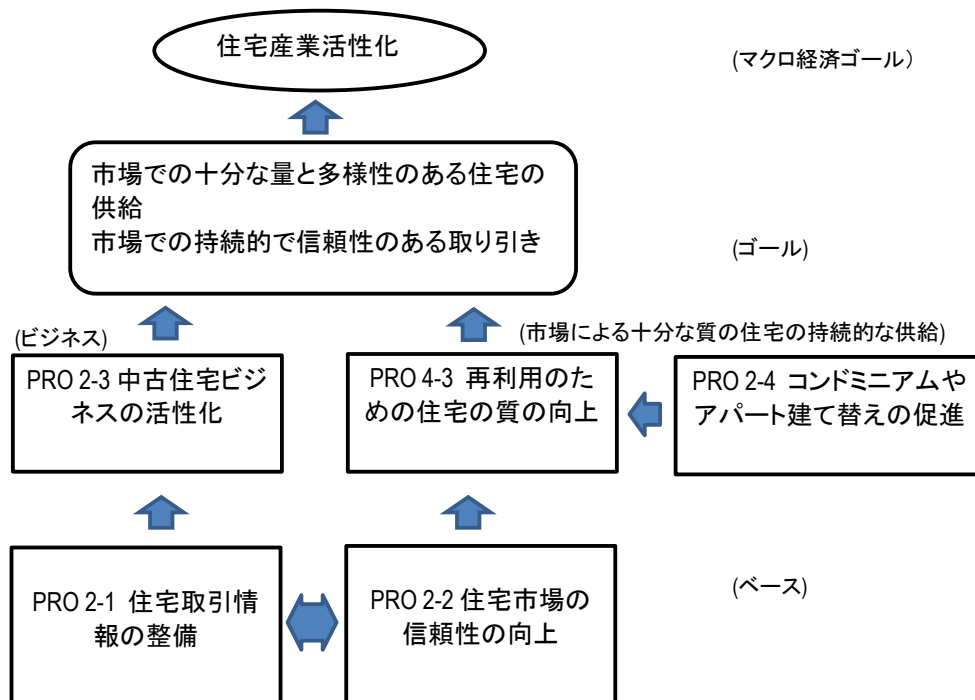 住宅産業活性化
(マクロ経済ゴール）
市場での十分な量と多様性のある住宅の
供給
市場での持続的で信頼性のある取り引き
(ゴール)
(ビジネス)
(市場による十分な質の住宅の持続的な供給)
PRO 2-3 中古住宅ビジ
ネスの活性化
PRO 4-3 再利用のた
めの住宅の質の向上
PRO 2-4 コンドミニアムや
アパート建て替えの促進
PRO 2-1 住宅取引情
報の整備
PRO 2-2 住宅市場の
信頼性の向上
(ベース)